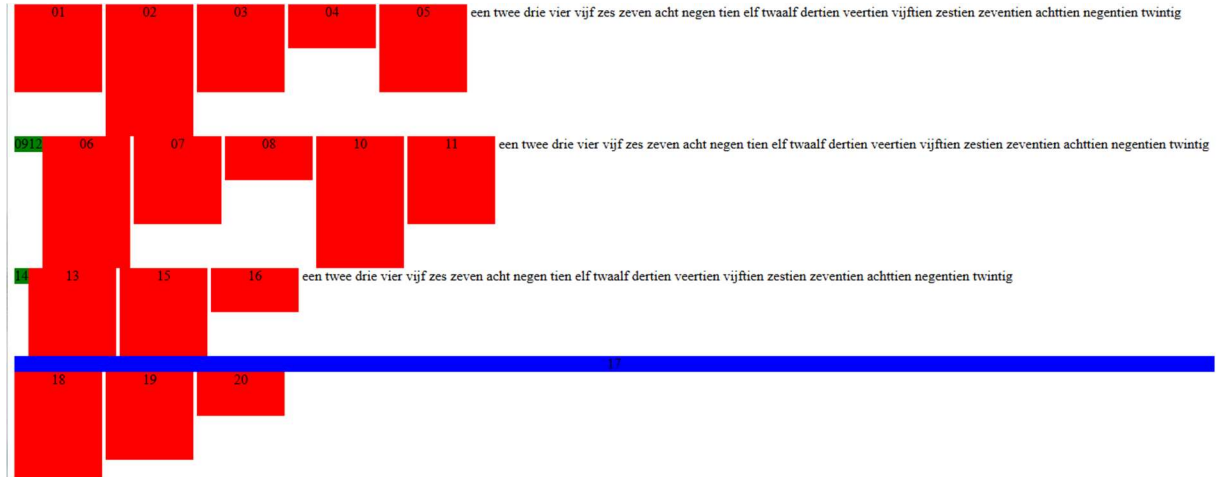 01 02 03 04 05 een twee drie vier vijf zes zeven acht negen tien elf twaalf dertien veertien vijftien zestien zeventien achttien negentien twintig
0912 06 07 08 10 11 een twee drie vier vijf zes zeven acht negen tien elf twaalf dertien veertien vijftien zestien zeventien achttien negentien twintig
14 13 15 16 een twee drie vier vijf zes zeven acht negen tien elf twaalf dertien veertien vijftien zestien zeventien achttien negentien twintig
17
18 19 20